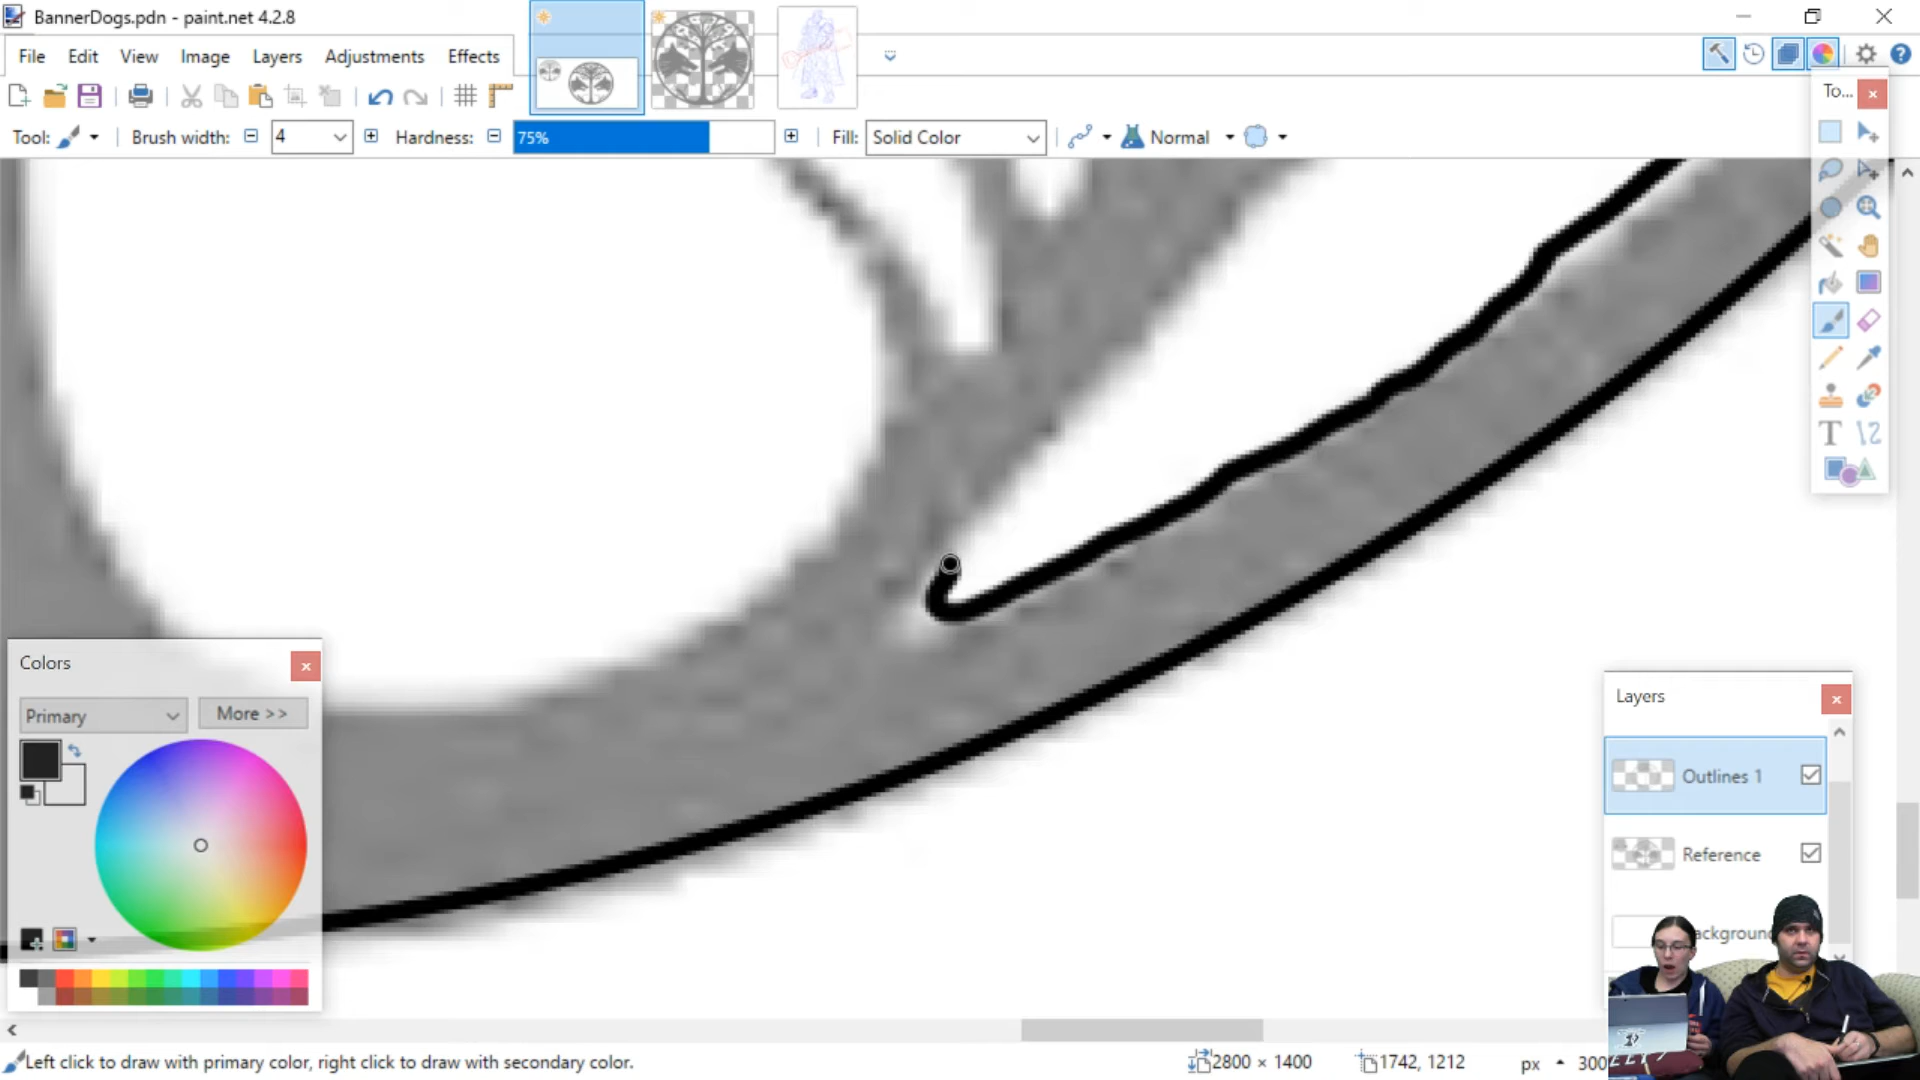 BannerDogs.pdn - paint.net 4.2.8
File Edit View Image Layers Adjustments Effects
To...
Tool: Brush width: 4 Hardness: 75% Fill: Solid Color Normal
Colors
Primary More >>
Layers
Outlines 1
Reference
ackground
Left click to draw with primary color, right click to draw with secondary color. 2800 × 1400 1742, 1212 px 300